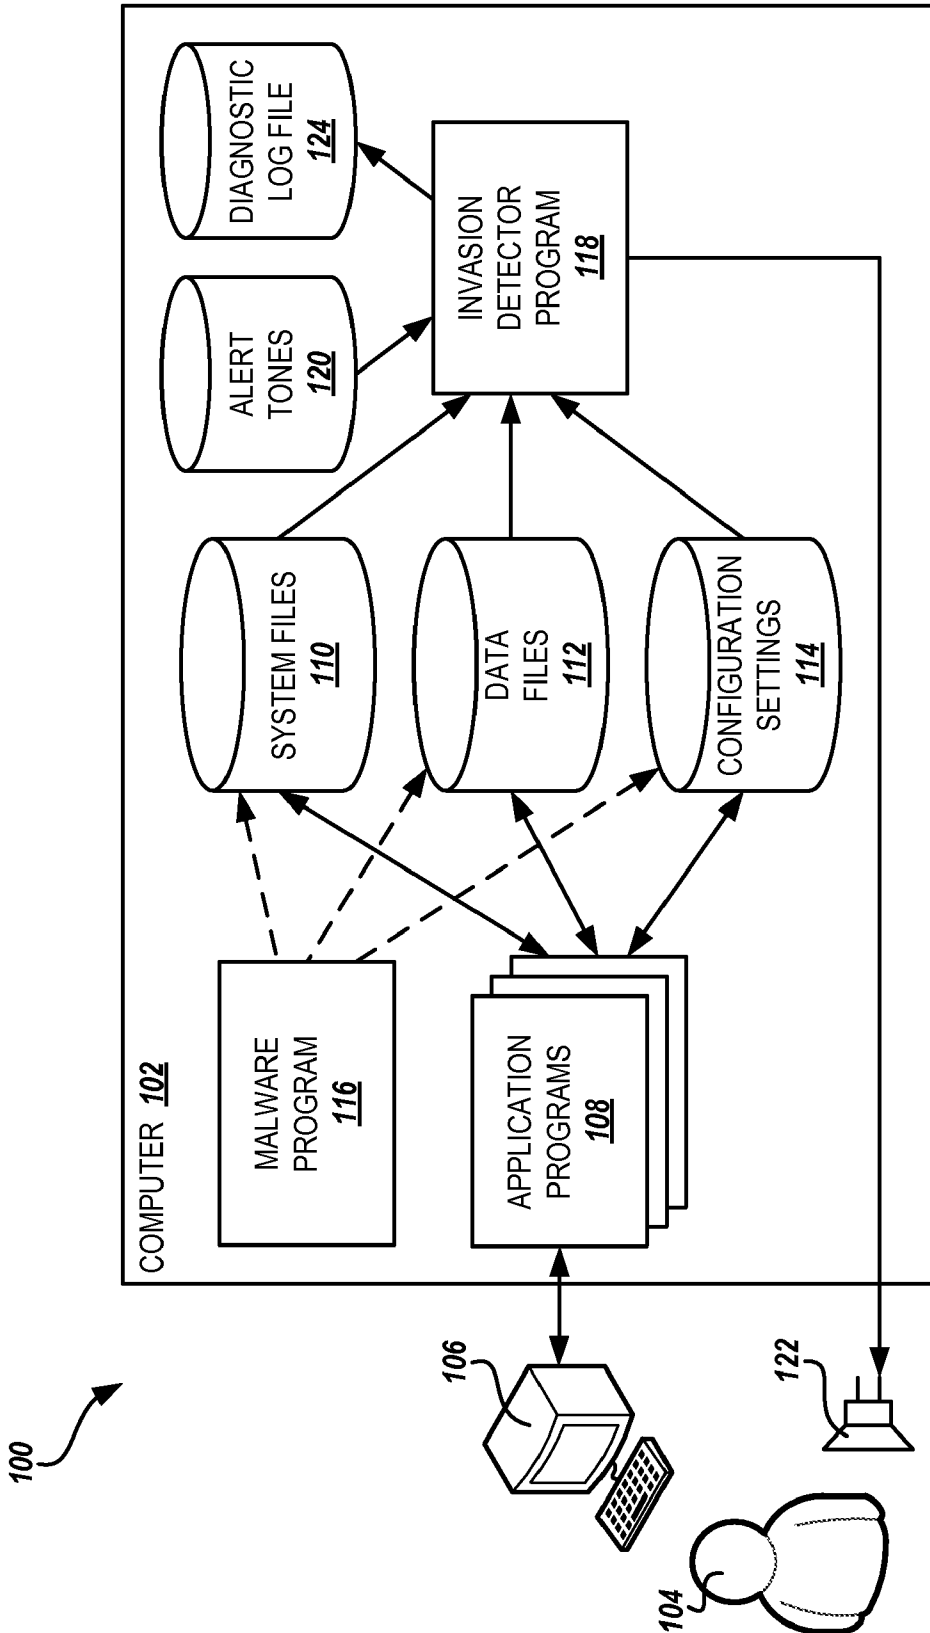 100
COMPUTER 102
MALWARE
PROGRAM
116
SYSTEM FILES
110
ALERT
TONES
120
DIAGNOSTIC
LOG FILE
124
106
APPLICATION
PROGRAMS
108
DATA
FILES
112
INVASION
DETECTOR
PROGRAM
118
CONFIGURATION
SETTINGS
114
104
122